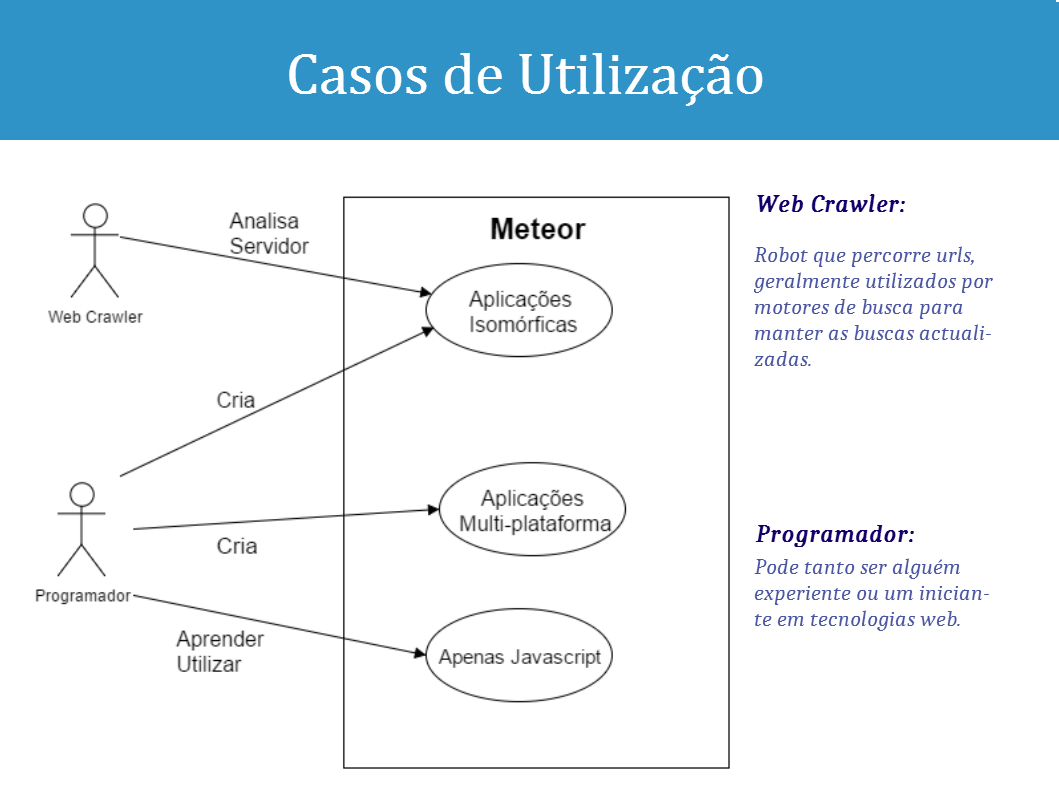 Casos de Utilização
Analisa
Servidor
Web Crawler
Cria
Cria
Programador
Aprender
Utilizar
Meteor
Aplicações
Isomórficas
Aplicações
Multi-plataforma
Apenas Javascript
Web Crawler:
Robot que percorre urls,
geralmente utilizados por
motores de busca para
manter as buscas actuali-
zadas.
Programador:
Pode tanto ser alguém
experiente ou um inician-
te em tecnologias web.